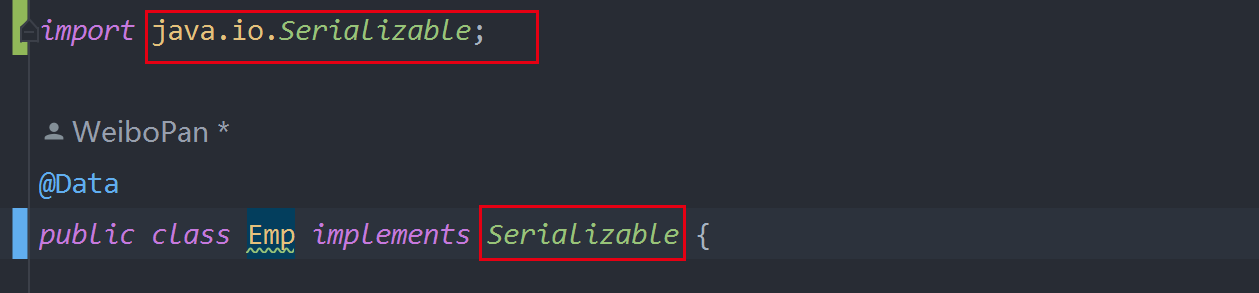 import java.io.Serializable;
WeiboPan *
@Data
public class Emp implements Serializable {